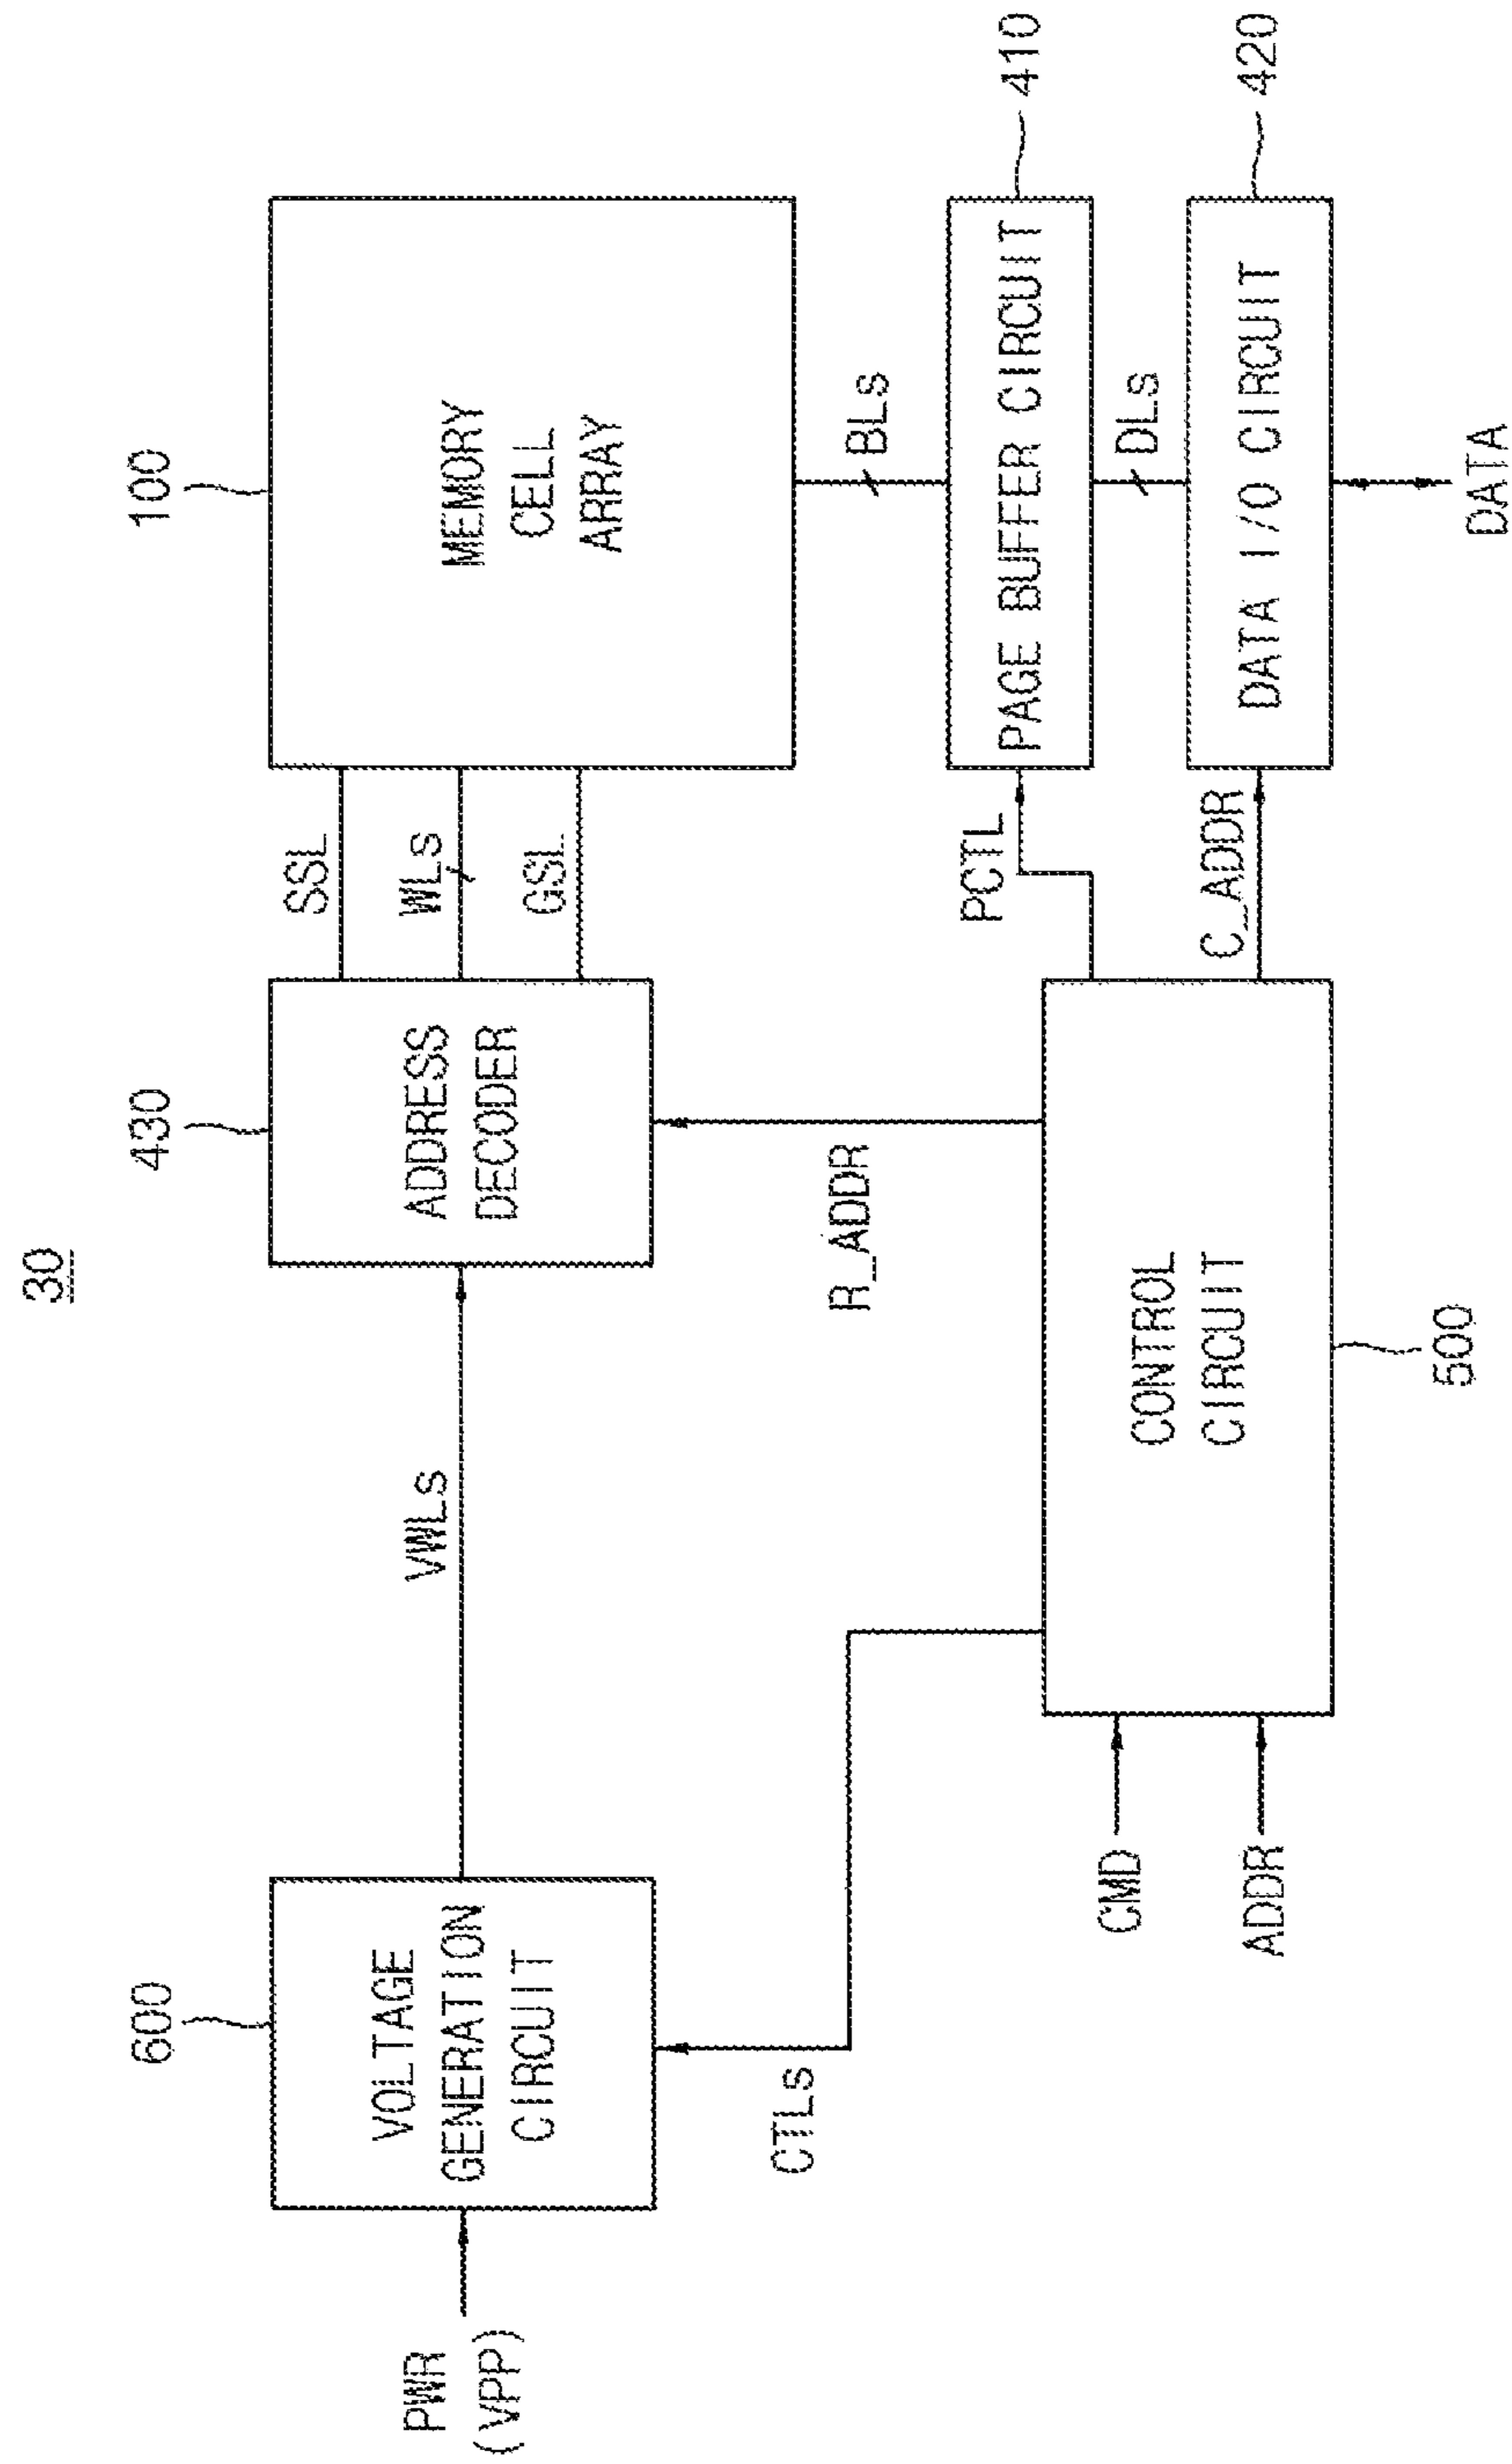 30
600
430
100
PWR
(VPP)
VOLTAGE
GENERATION
CIRCUIT
VWLs
ADDRESS
DECODER
SSL
WLs
GSL
MEMORY
CELL
ARRAY
CTLs
R_ADDR
BLs
CMD
ADDR
CONTROL
CIRCUIT
500
PCTL
C_ADDR
PAGE BUFFER CIRCUIT
410
DLs
DATA I/O CIRCUIT
420
DATA